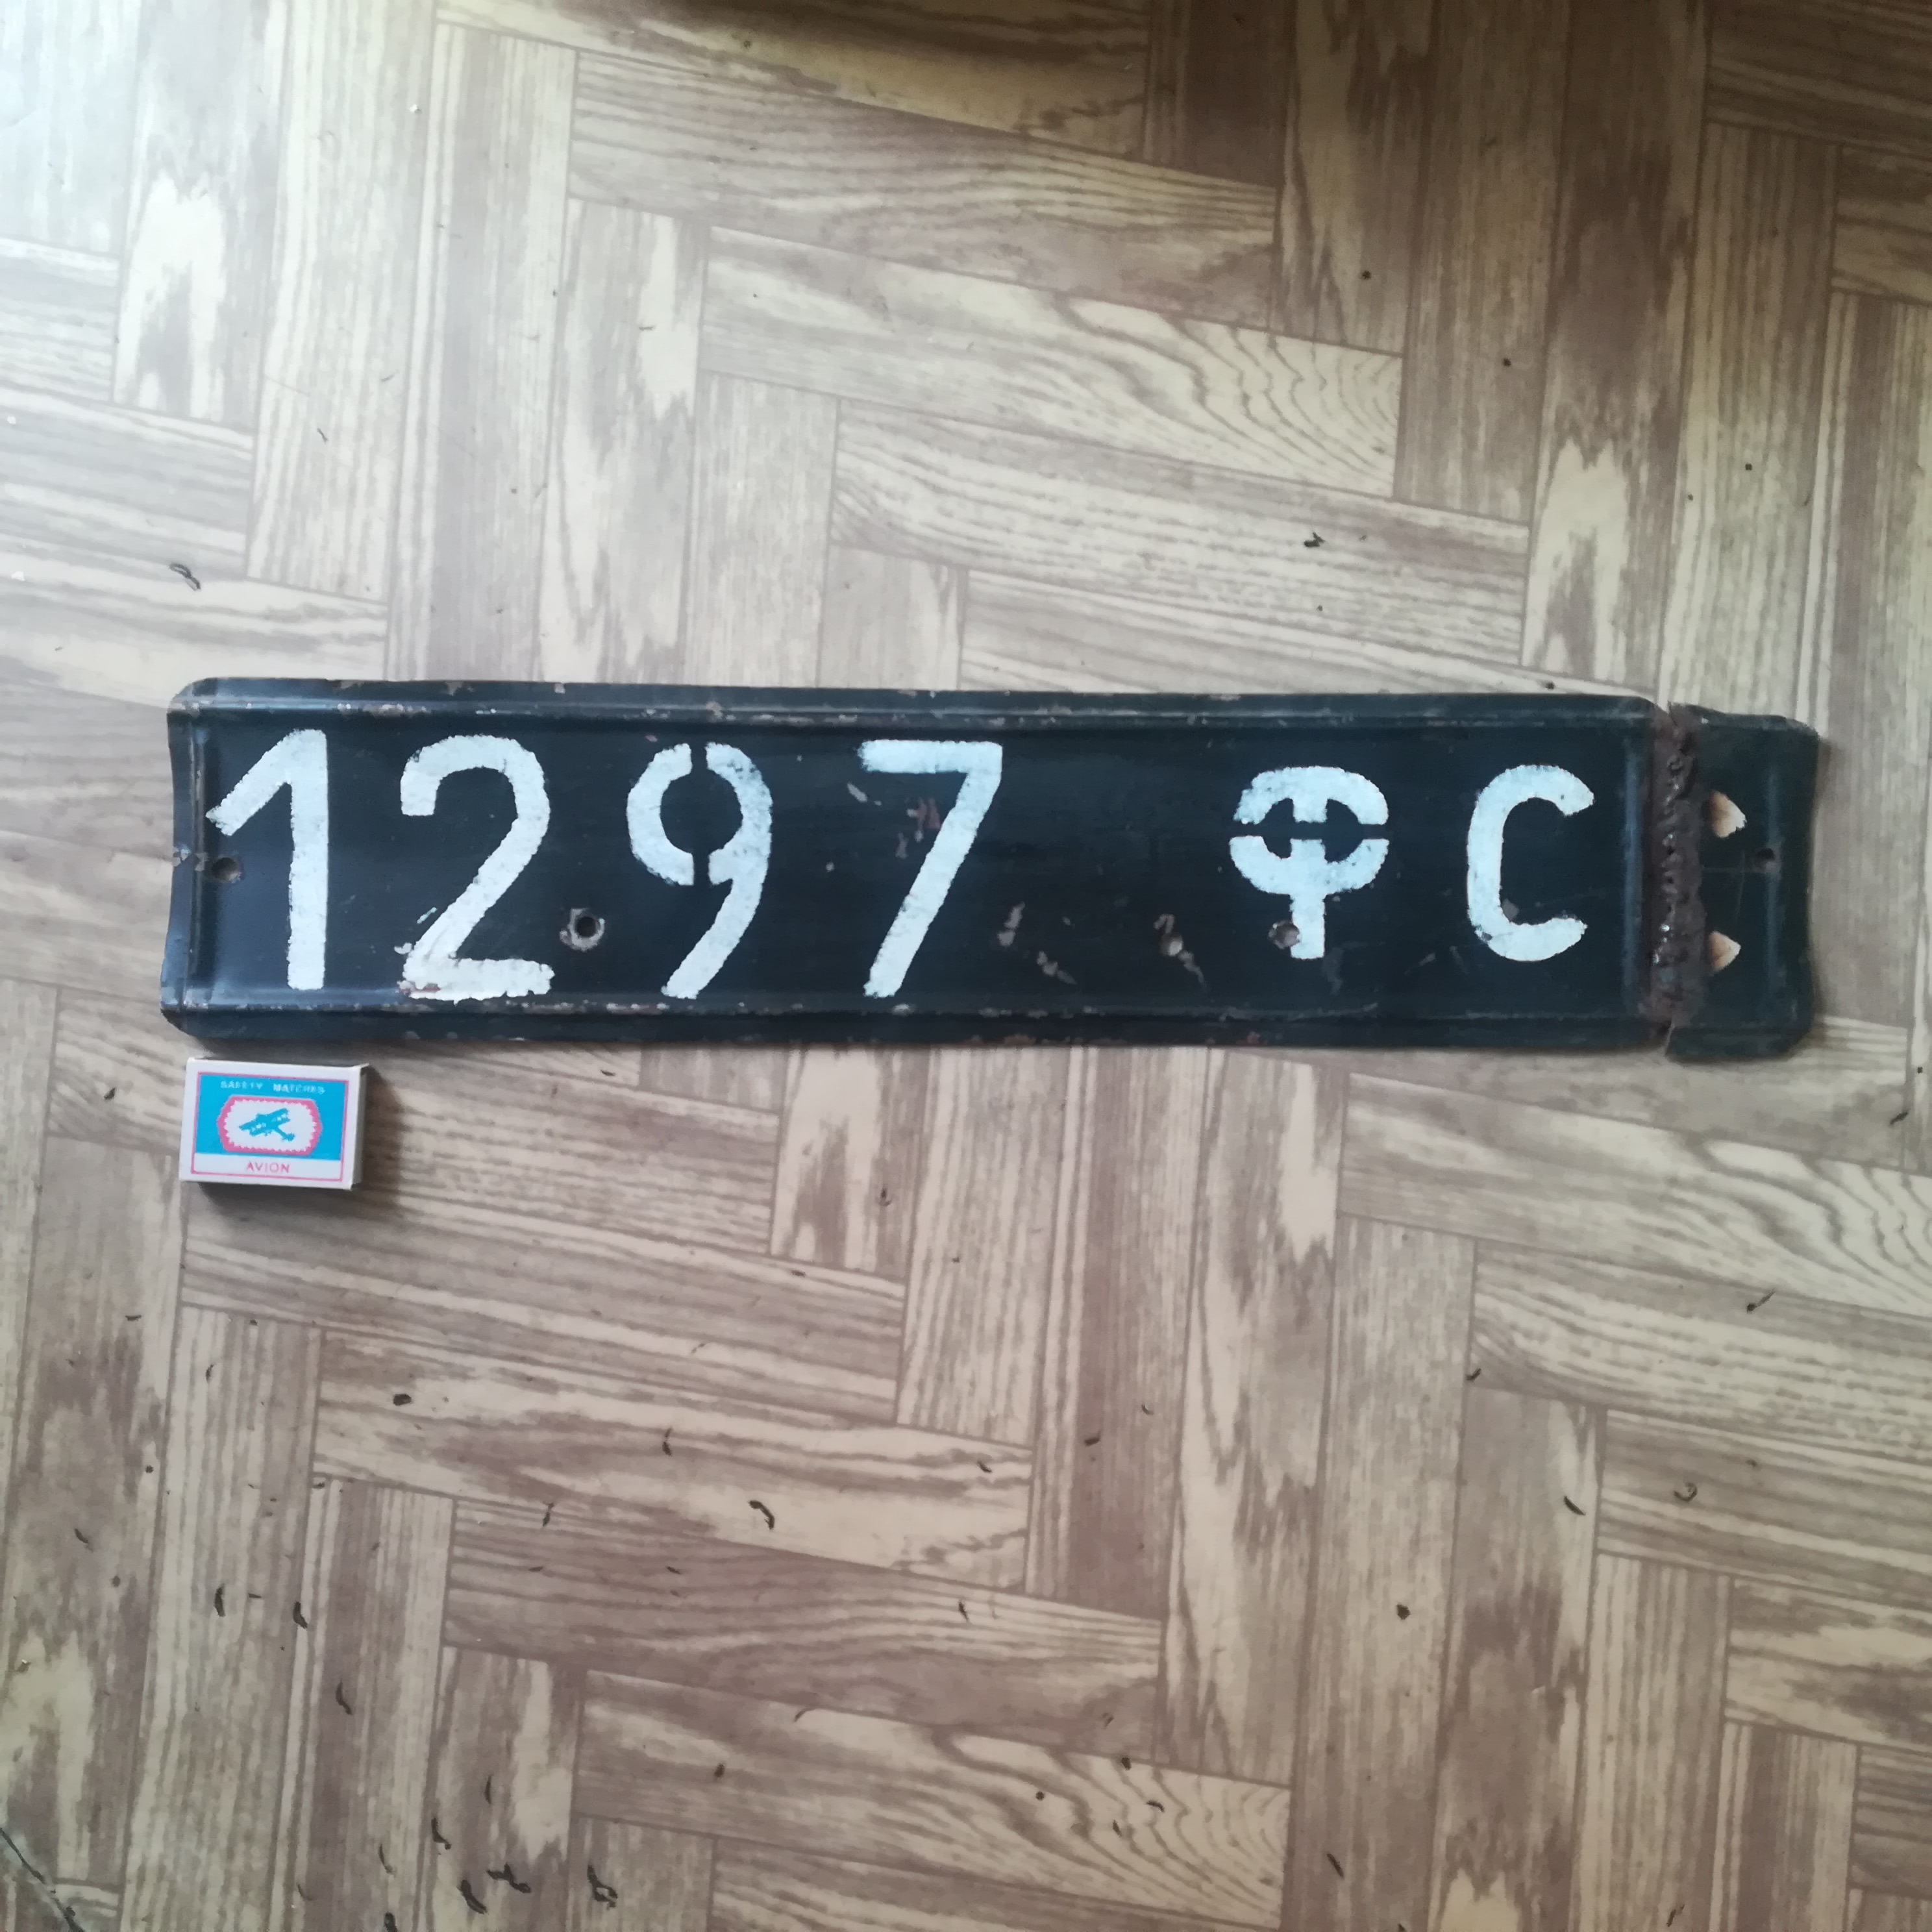 1297 ФС
SAFETY MATCHES
AVION